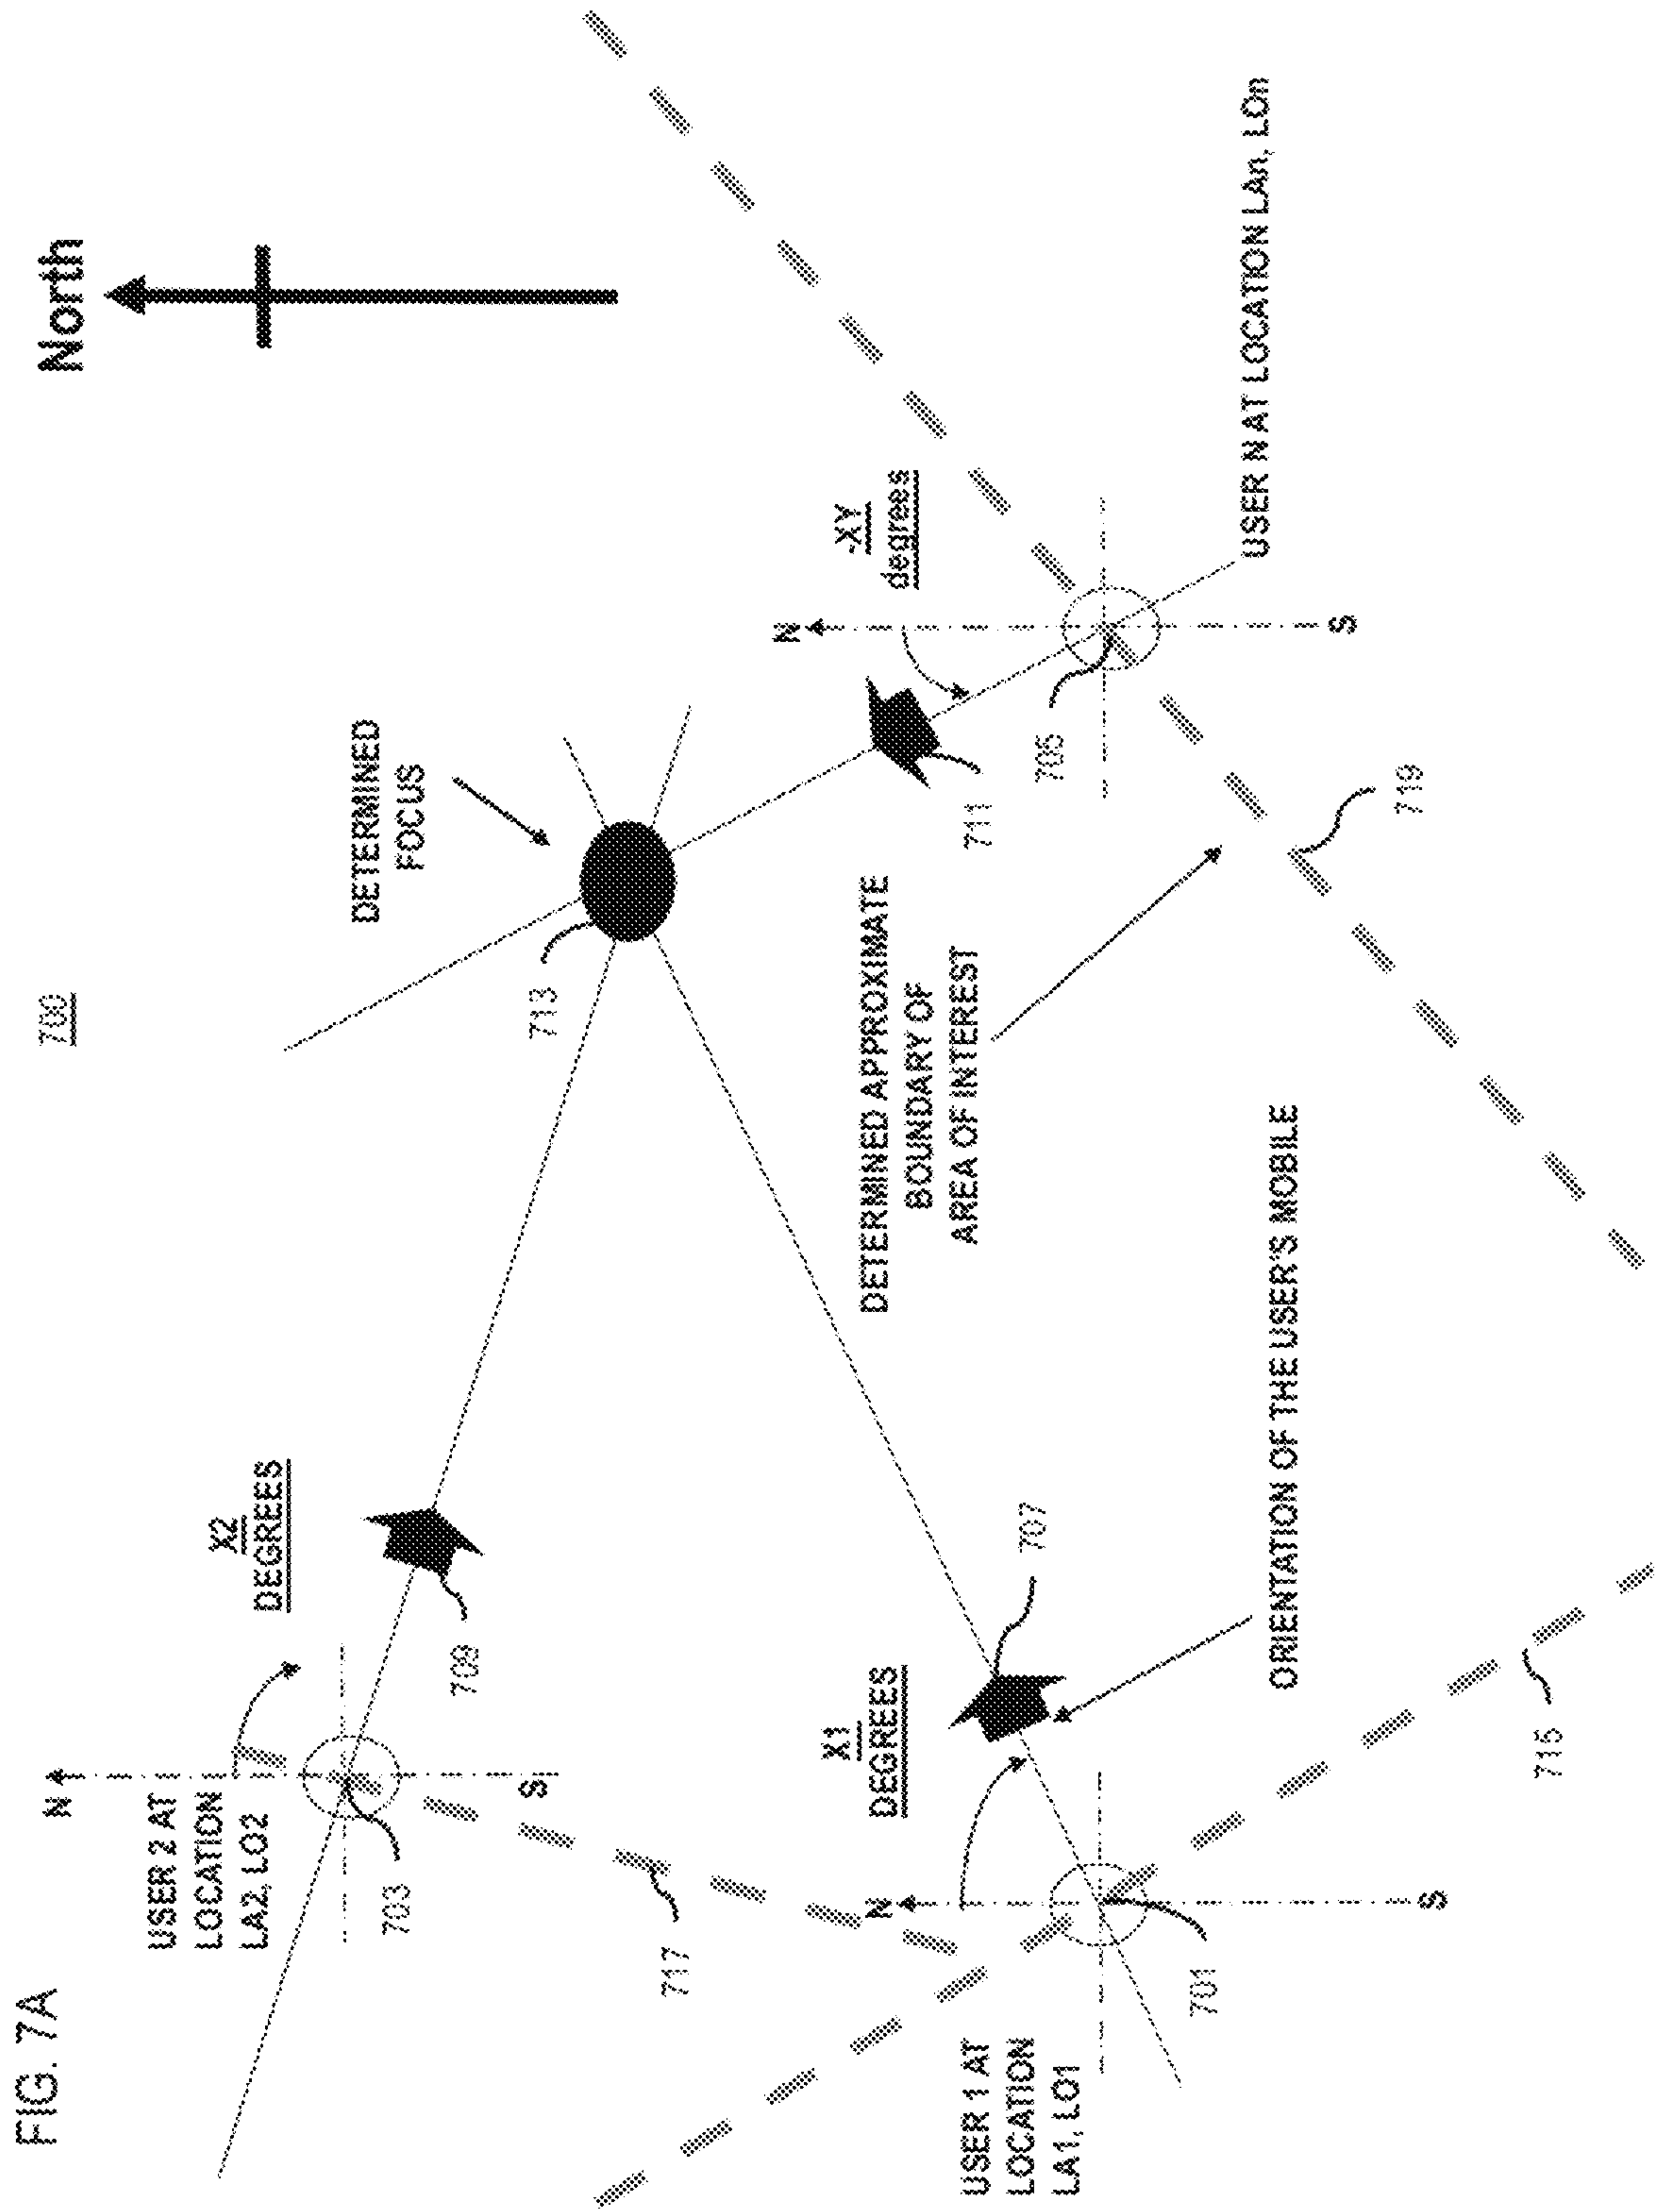 FIG. 7A
700
North
N
USER 2 AT
LOCATION
LA2, LO2
703
S
X2
DEGREES
709
717
DETERMINED
FOCUS
713
N
-XY
degrees
711
705
S
USER N AT LOCATION LAn, LOn
DETERMINED APPROXIMATE
BOUNDARY OF
AREA OF INTEREST
719
N
X1
DEGREES
707
USER 1 AT
LOCATION
LA1, LO1
701
S
ORIENTATION OF THE USER'S MOBILE
715